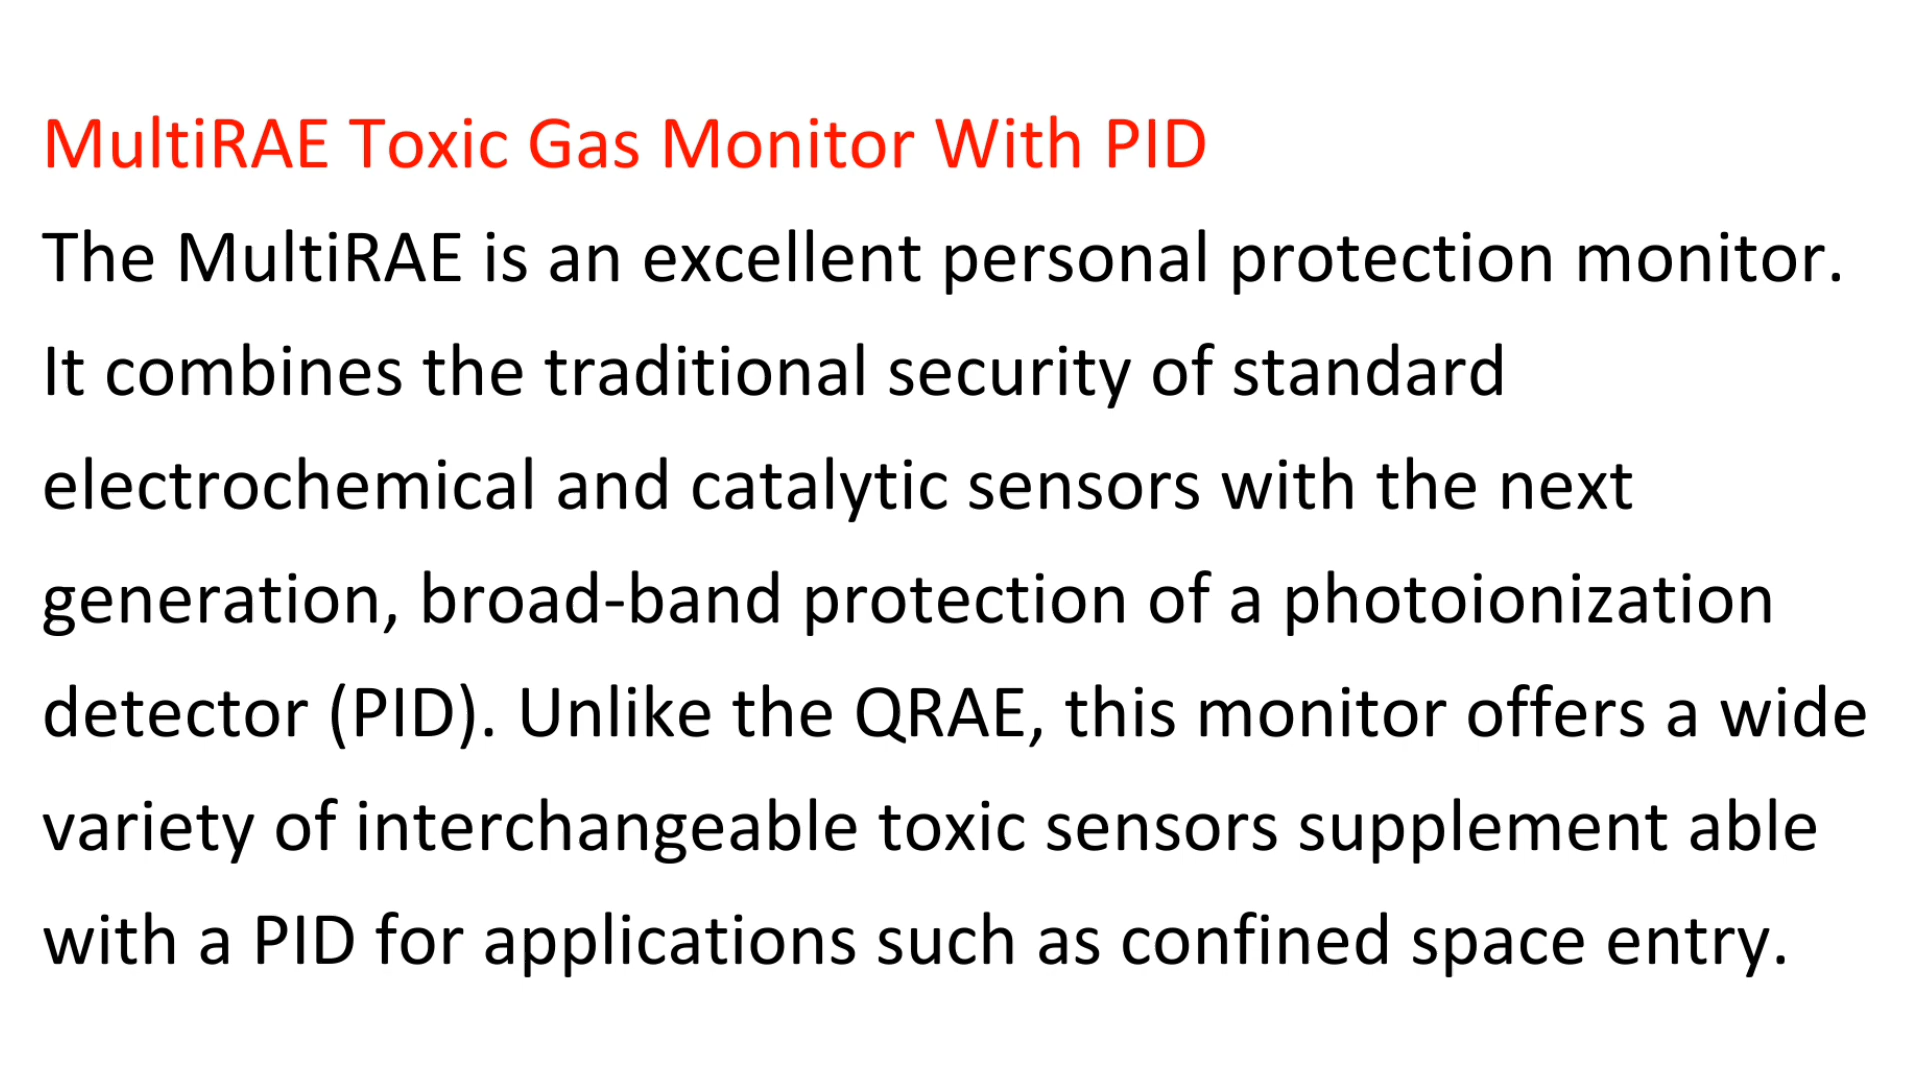 MultiRAE Toxic Gas Monitor With PID
The MultiRAE is an excellent personal protection monitor.
It combines the traditional security of standard
electrochemical and catalytic sensors with the next
generation, broad-band protection of a photoionization
detector (PID). Unlike the QRAE, this monitor offers a wide
variety of interchangeable toxic sensors supplement able
with a PID for applications such as confined space entry.